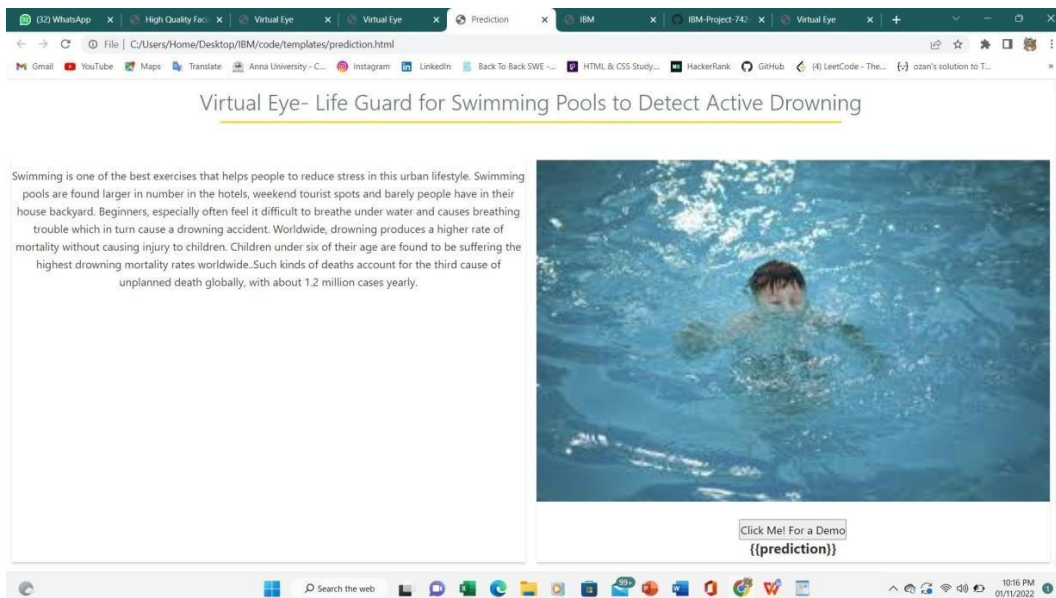 (32) WhatsApp
High Quality Faci
Virtual Eye
Virtual Eye
Prediction
IBM
IBM-Project-742
Virtual Eye
File | C:/Users/Home/Desktop/IBM/code/templates/prediction.html
Gmail
YouTube
Maps
Translate
Anna University - C...
Instagram
LinkedIn
Back To Back SWE -...
HTML & CSS Study...
HackerRank
GitHub
(4) LeetCode - The...
ozan's solution to T...
Virtual Eye- Life Guard for Swimming Pools to Detect Active Drowning
Swimming is one of the best exercises that helps people to reduce stress in this urban lifestyle. Swimming
pools are found larger in number in the hotels, weekend tourist spots and barely people have in their
house backyard. Beginners, especially often feel it difficult to breathe under water and causes breathing
trouble which in turn cause a drowning accident. Worldwide, drowning produces a higher rate of
mortality without causing injury to children. Children under six of their age are found to be suffering the
highest drowning mortality rates worldwide..Such kinds of deaths account for the third cause of
unplanned death globally, with about 1.2 million cases yearly.
Click Me! For a Demo
{{prediction}}
Search the web
99+
10:16 PM
01/11/2022